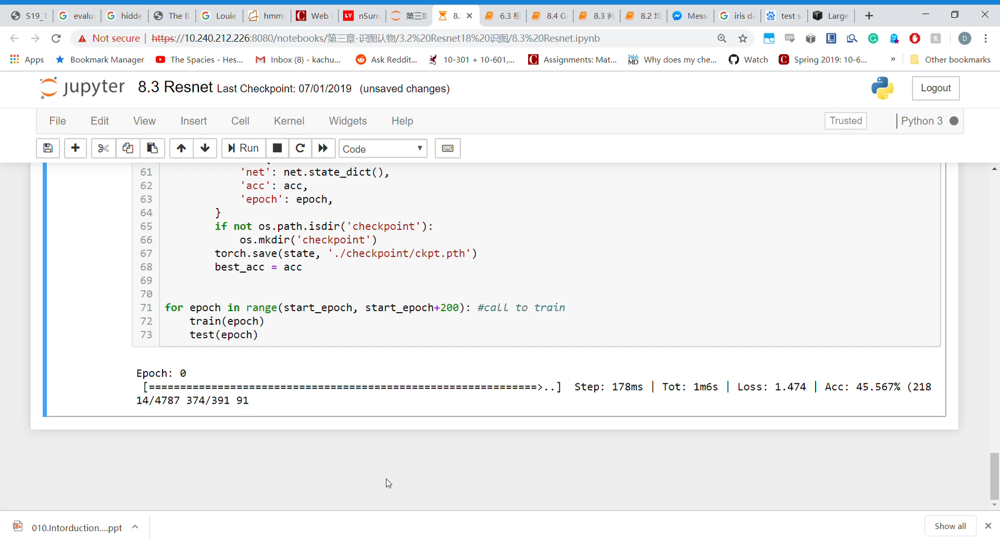 S19_1 evalu hidde The B Louie hmms Web nSuns 第三章 8. 6.3 相 8.4 G 8.3 判 8.2 均 Mess iris da test s Large
Not secure | https://10.240.212.226:8080/notebooks/第三章-识图认物/3.2%20Resnet18%20识图/8.3%20Resnet.ipynb D
Apps Bookmark Manager The Spacies - Hes... Inbox (8) - kachu... Ask Reddit... 10-301 + 10-601,... Assignments: Mat... Why does my che... Watch Spring 2019: 10-6... » Other bookmarks
jupyter 8.3 Resnet Last Checkpoint: 07/01/2019 (unsaved changes) Logout
File Edit View Insert Cell Kernel Widgets Help Trusted Python 3
Run Code
61 'net': net.state_dict(),
62 'acc': acc,
63 'epoch': epoch,
64 }
65 if not os.path.isdir('checkpoint'):
66 os.mkdir('checkpoint')
67 torch.save(state, './checkpoint/ckpt.pth')
68 best_acc = acc
69
70
71 for epoch in range(start_epoch, start_epoch+200): #call to train
72 train(epoch)
73 test(epoch)
Epoch: 0
[==============================================================>..] Step: 178ms | Tot: 1m6s | Loss: 1.474 | Acc: 45.567% (218
14/4787 374/391 91
010.Intorduction....ppt Show all